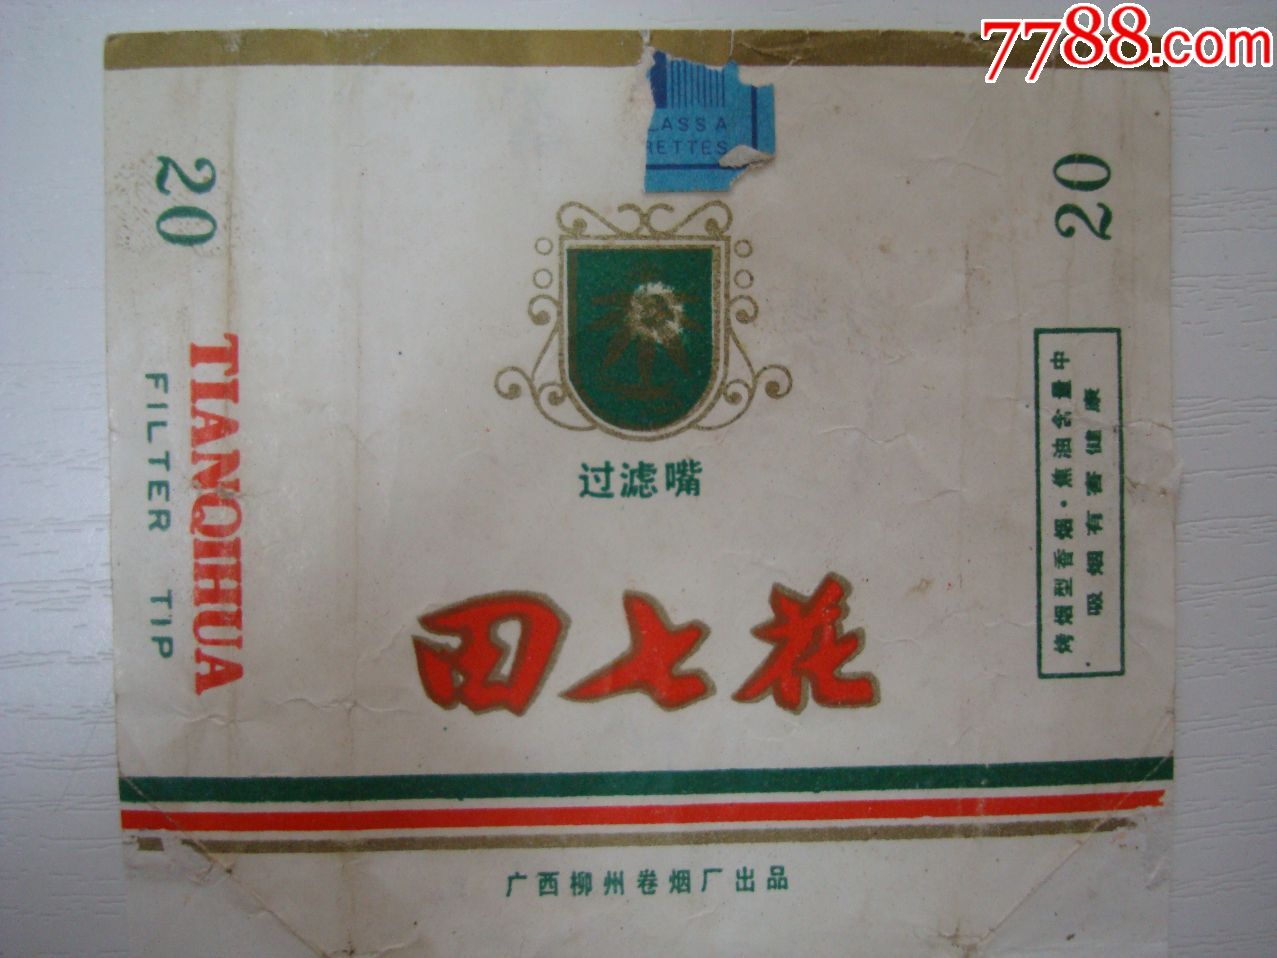 7788.com
LASS A
RETTES
20
20
TIANQIHUA
FILTER TIP
过滤嘴
田七花
烤烟型香烟·焦油含量中
吸烟有害健康
广西柳州卷烟厂出品